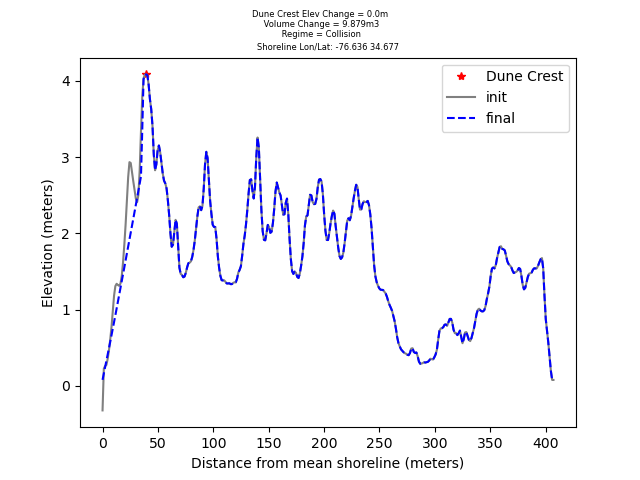 Dune Crest Elev Change = 0.0m
Volume Change = 9.879m3
Regime = Collision
Shoreline Lon/Lat: -76.636 34.677
Dune Crest
init
final
Elevation (meters)
4
3
2
1
0
0 50 100 150 200 250 300 350 400
Distance from mean shoreline (meters)